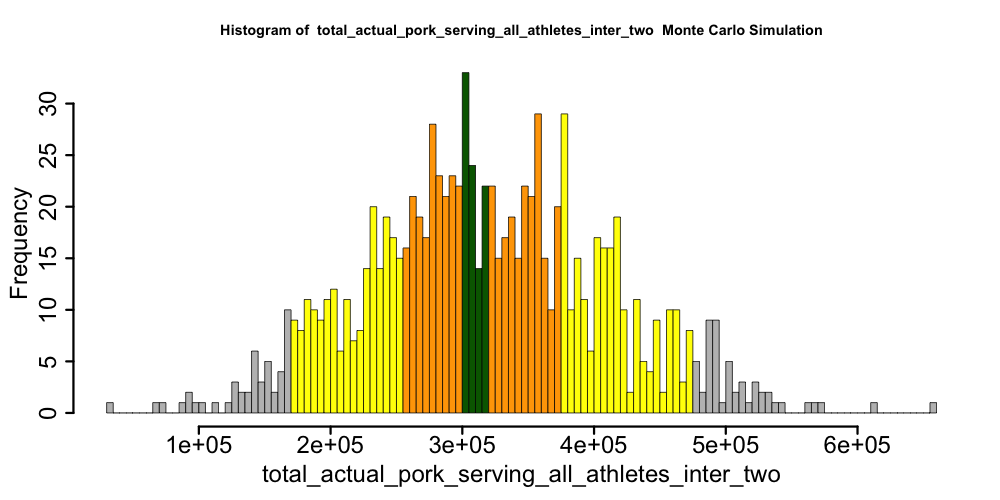 Histogram of total_actual_pork_serving_all_athletes_inter_two Monte Carlo Simulation
Frequency
30
25
20
15
10
5
0
1e+05 2e+05 3e+05 4e+05 5e+05 6e+05
total_actual_pork_serving_all_athletes_inter_two